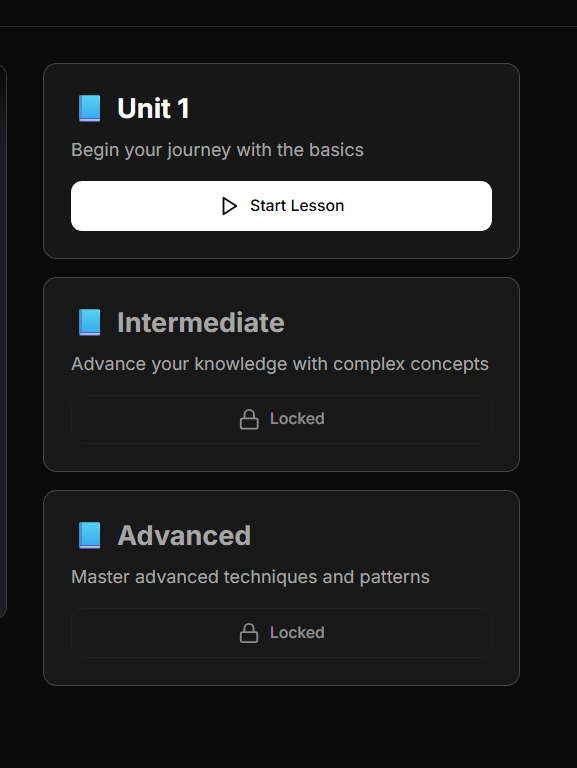 Unit 1
Begin your journey with the basics
Start Lesson
Intermediate
Advance your knowledge with complex concepts
Locked
Advanced
Master advanced techniques and patterns
Locked